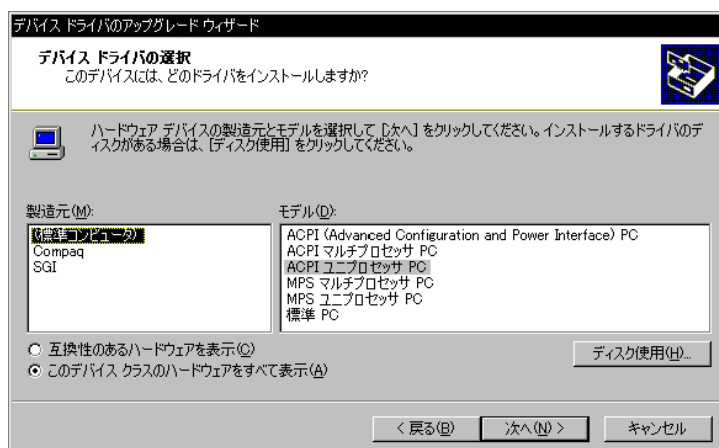 デバイス ドライバのアップグレード ウィザード
デバイス ドライバの選択
このデバイスには、どのドライバをインストールしますか?
ハードウェア デバイスの製造元とモデルを選択して [次へ] をクリックしてください。インストールするドライバのデ
ィスクがある場合は、[ディスク使用] をクリックしてください。
製造元(M):
(標準コンピュータ)
Compaq
SGI
モデル(D):
ACPI (Advanced Configuration and Power Interface) PC
ACPI マルチプロセッサ PC
ACPI ユニプロセッサ PC
MPS マルチプロセッサ PC
MPS ユニプロセッサ PC
標準 PC
互換性のあるハードウェアを表示(C)
このデバイス クラスのハードウェアをすべて表示(A)
ディスク使用(H)...
< 戻る(B)
次へ(N) >
キャンセル